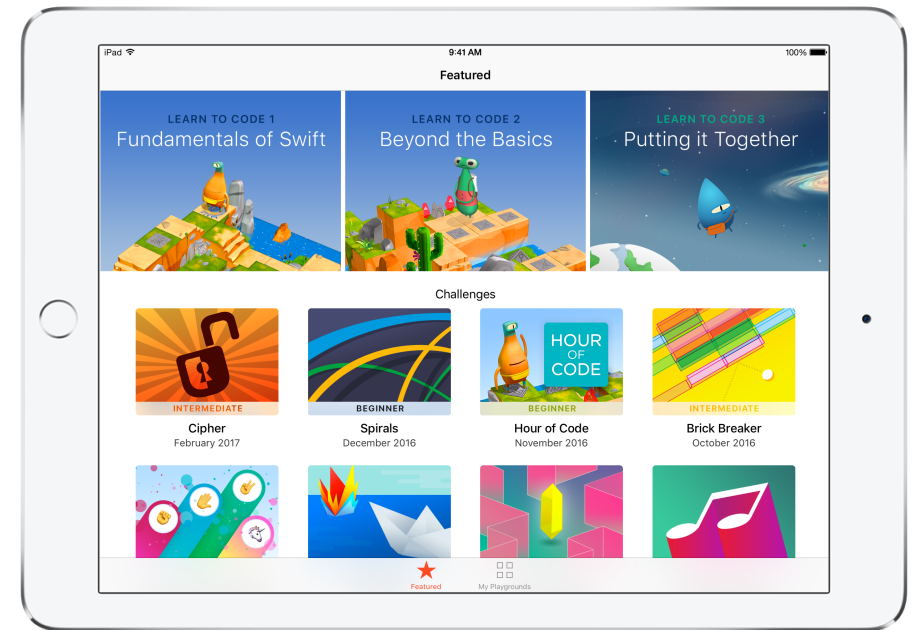 iPad
9:41 AM
100%
Featured
LEARN TO CODE 1
Fundamentals of Swift
LEARN TO CODE 2
Beyond the Basics
LEARN TO CODE 3
Putting it Together
Challenges
INTERMEDIATE
Cipher
February 2017
BEGINNER
Spirals
December 2016
HOUR
OF
CODE
BEGINNER
Hour of Code
November 2016
INTERMEDIATE
Brick Breaker
October 2016
Featured
My Playgrounds